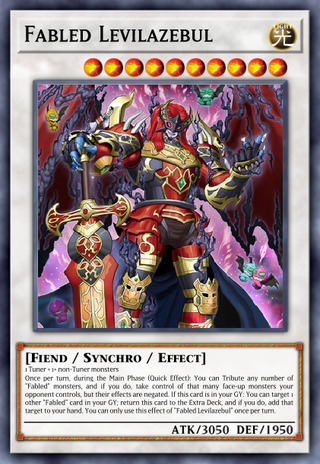 FABLED LEVILAZEBUL
LIGHT
光
[FIEND / SYNCHRO / EFFECT]
1 Tuner + 1+ non-Tuner monsters
Once per turn, during the Main Phase (Quick Effect): You can Tribute any number of
"Fabled" monsters, and if you do, take control of that many face-up monsters your
opponent controls, but their effects are negated. If this card is in your GY: You can target 1
other "Fabled" card in your GY; return this card to the Extra Deck, and if you do, add that
target to your hand. You can only use this effect of "Fabled Levilazebul" once per turn.
ATK/3050 DEF/1950